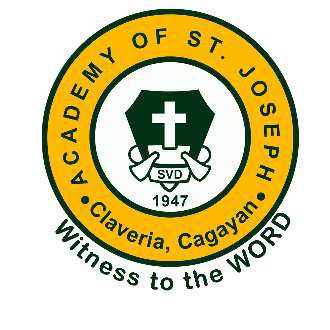 ACADEMY OF ST. JOSEPH
SVD
1947
Claveria, Cagayan
Witness to the WORD